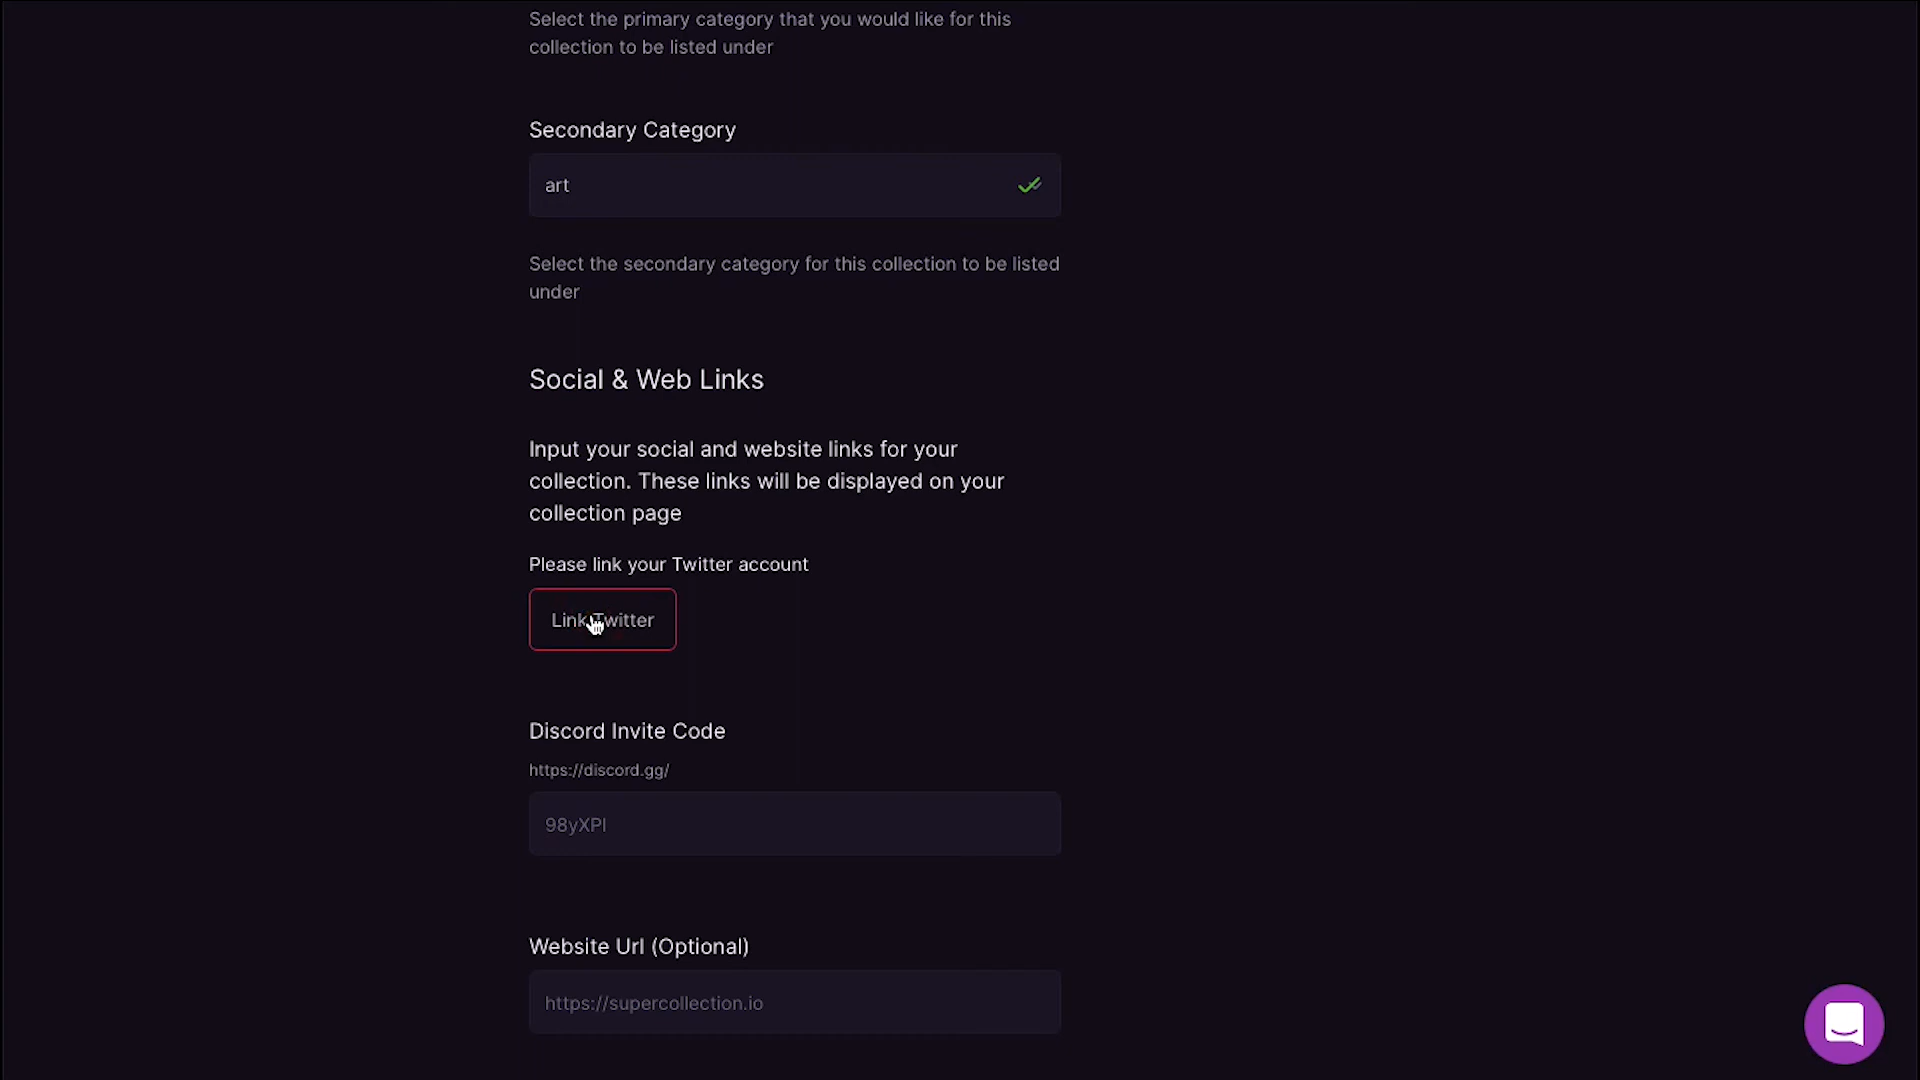 Select the primary category that you would like for this
collection to be listed under
Secondary Category
art
Select the secondary category for this collection to be listed
under
Social & Web Links
Input your social and website links for your
collection. These links will be displayed on your
collection page
Please link your Twitter account
Link Twitter
Discord Invite Code
https://discord.gg/
98yXPI
Website Url (Optional)
https://supercollection.io